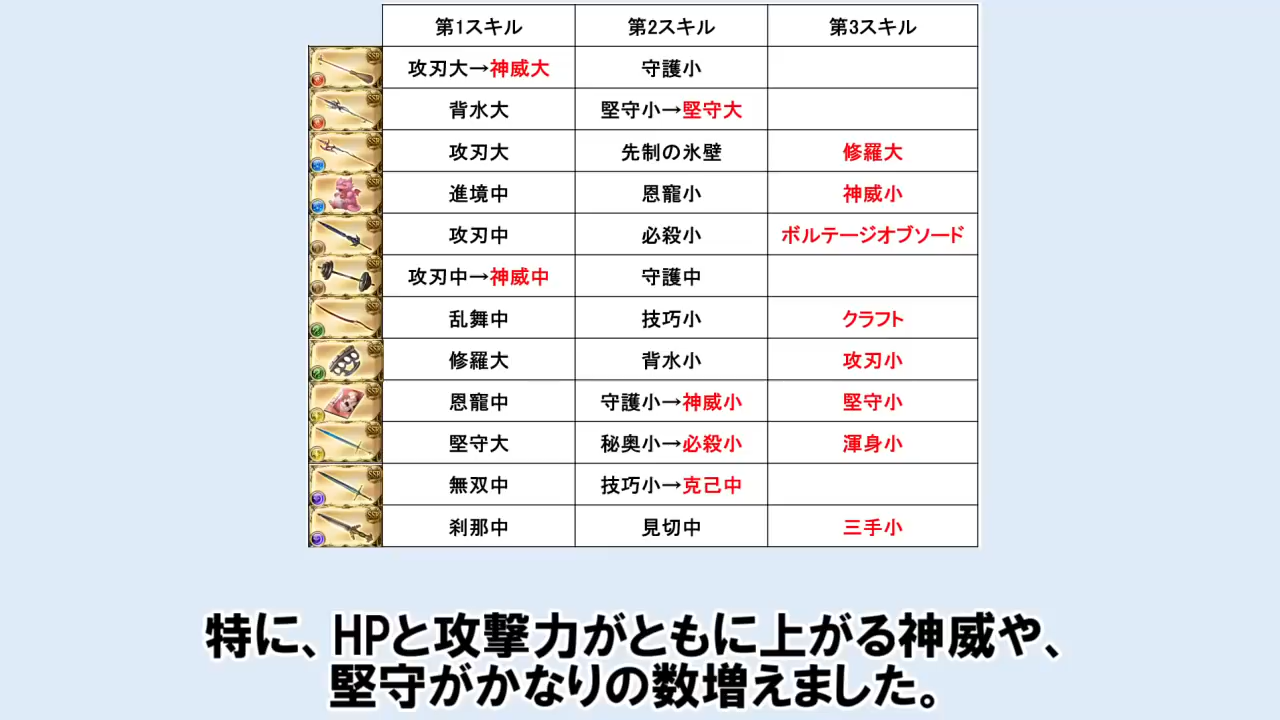 第1スキル 第2スキル 第3スキル
攻刃大→神威大 守護小
背水大 堅守小→堅守大
攻刃大 先制の氷壁 修羅大
進境中 恩寵小 神威小
攻刃中 必殺小 ボルテージオブソード
攻刃中→神威中 守護中
乱舞中 技巧小 クラフト
修羅大 背水小 攻刃小
恩寵中 守護小→神威小 堅守小
堅守大 秘奥小→必殺小 渾身小
無双中 技巧小→克己中
刹那中 見切中 三手小
特に、HPと攻撃力がともに上がる神威や、
堅守がかなりの数増えました。